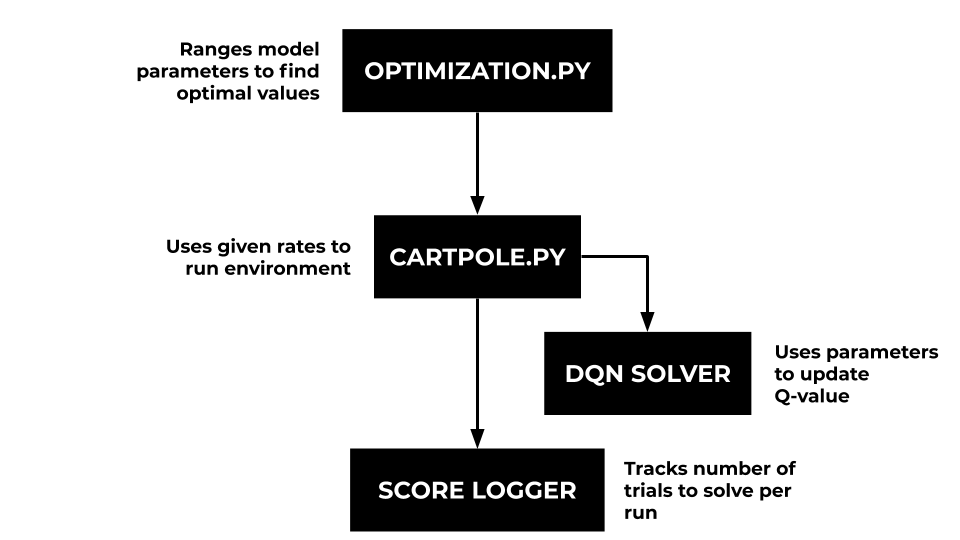 Ranges model
parameters to find
optimal values
OPTIMIZATION.PY
Uses given rates to
run environment
CARTPOLE.PY
DQN SOLVER
Uses parameters
to update
Q-value
SCORE LOGGER
Tracks number of
trials to solve per
run